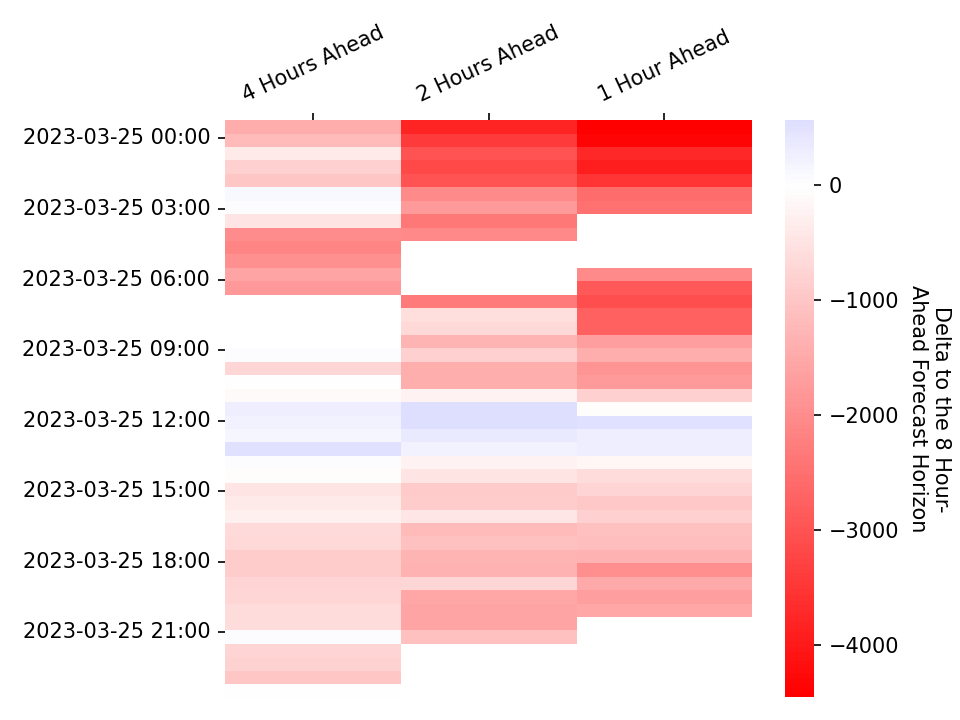 4 Hours Ahead
2 Hours Ahead
1 Hour Ahead
2023-03-25 00:00
2023-03-25 03:00
2023-03-25 06:00
2023-03-25 09:00
2023-03-25 12:00
2023-03-25 15:00
2023-03-25 18:00
2023-03-25 21:00
0
−1000
−2000
−3000
−4000
Delta to the 8 Hour-
Ahead Forecast Horizon